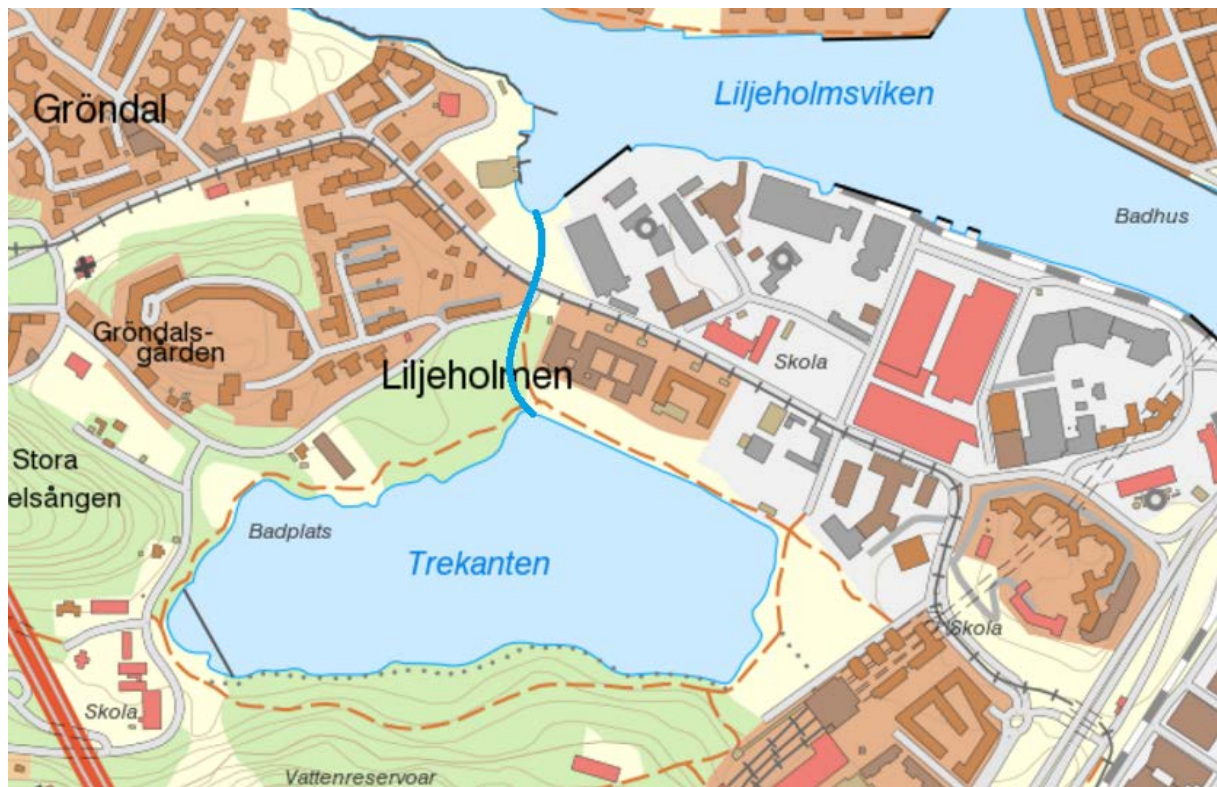 Gröndal
Liljeholmsviken
Badhus
Gröndals-
gården
Liljeholmen
Skola
Stora
elsången
Badplats
Trekanten
Skola
Skola
Vattenreservoar